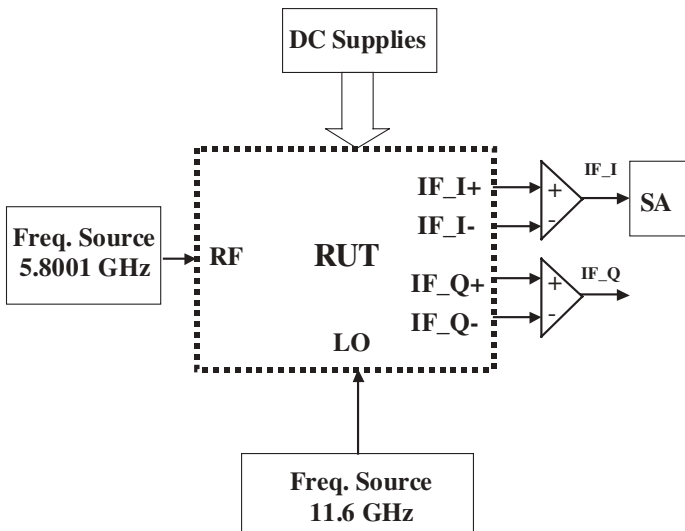 DC Supplies
IF_I+
IF_I-
IF_Q+
IF_Q-
+
-
+
-
IF_I
IF_Q
SA
Freq. Source
5.8001 GHz
RF
RUT
LO
Freq. Source
11.6 GHz